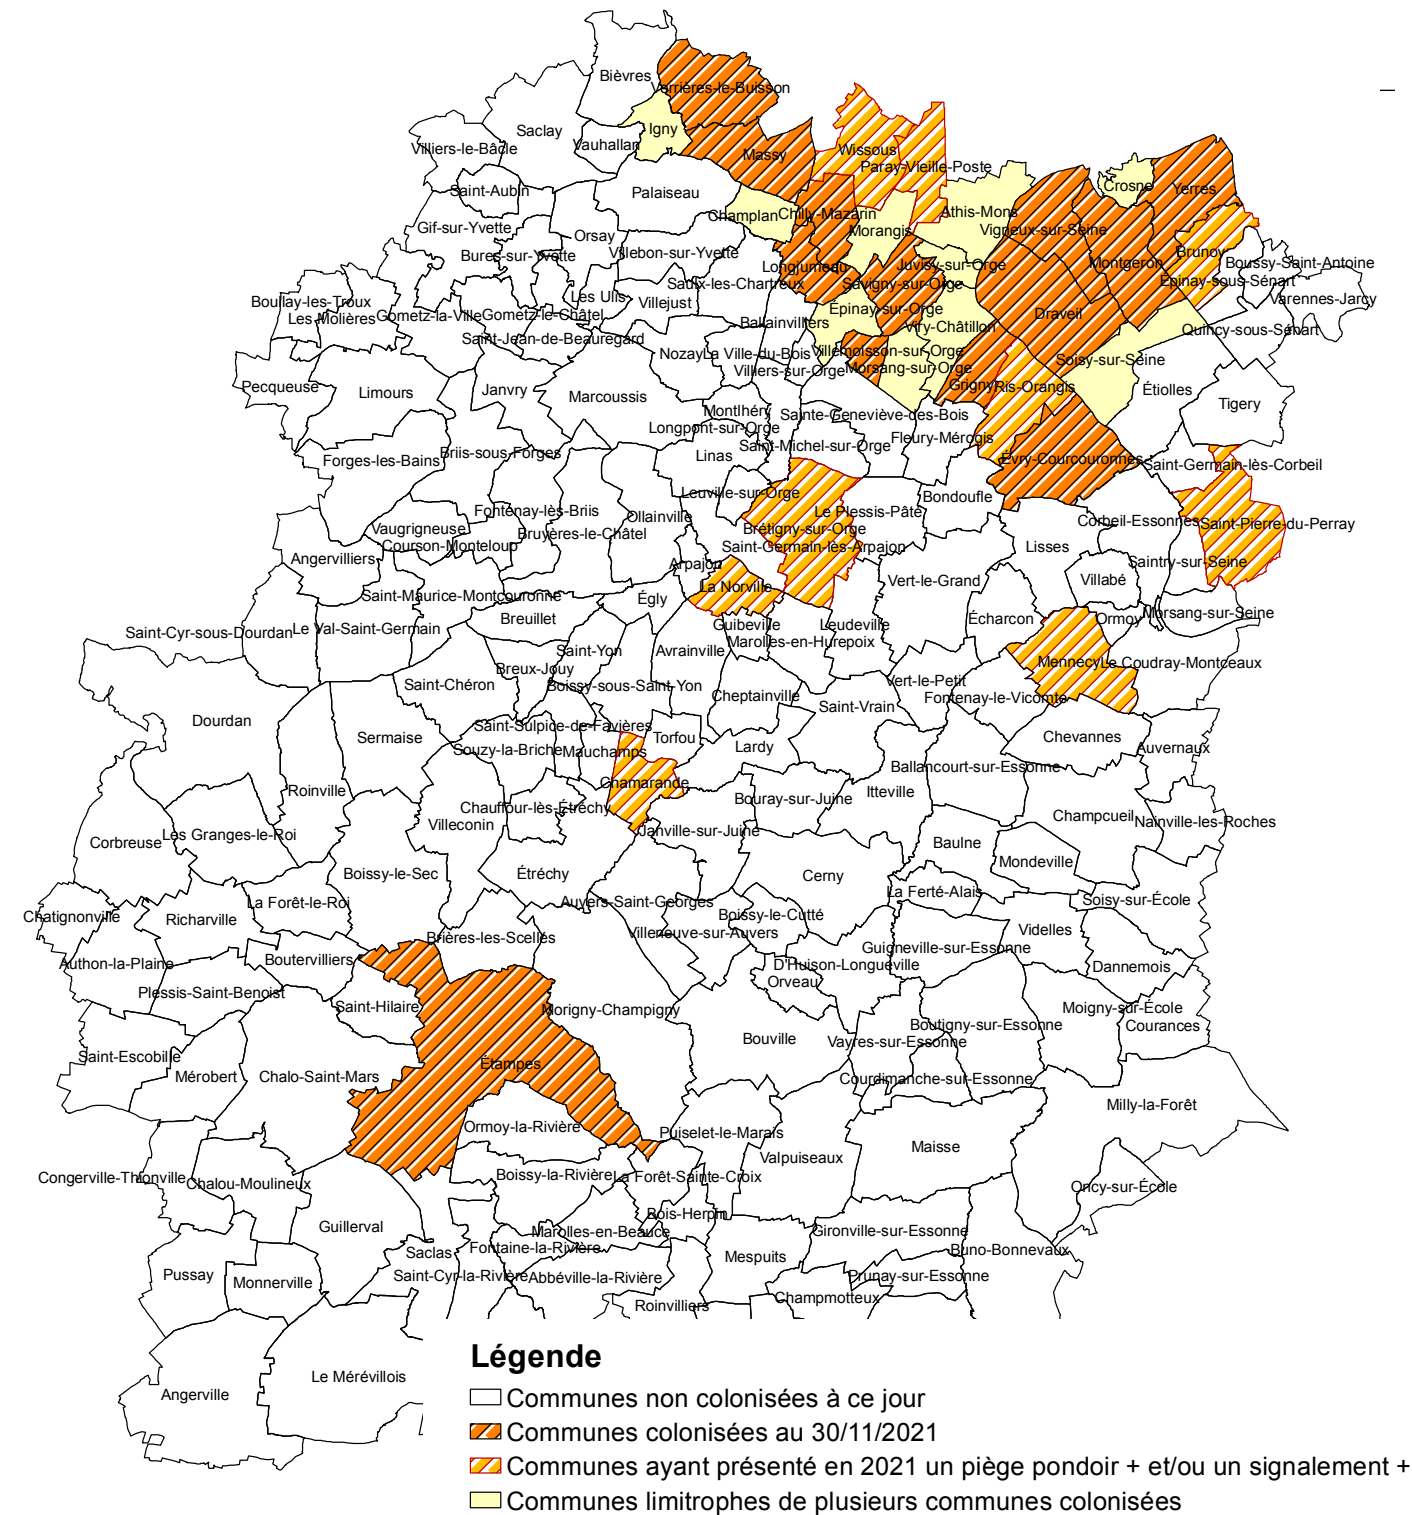 Bièvres
Verrières-le-Buisson
Igny
Saclay
Vauhallan
Villiers-le-Bâcle
Massy
Wissous
Paray-Vieille-Poste
Saint-Aubin
Palaiseau
Crosne
Yerres
Champlan
Chilly-Mazarin
Athis-Mons
Gif-sur-Yvette
Orsay
Morangis
Vigneux-sur-Seine
Bures-sur-Yvette
Villebon-sur-Yvette
Longjumeau
Juvisy-sur-Orge
Montgeron
Brunoy
Boussy-Saint-Antoine
Saulx-les-Chartreux
Savigny-sur-Orge
Épinay-sous-Sénart
Varennes-Jarcy
Boullay-les-Troux
Les Ulis
Villejust
Les Molières
Gometz-la-Ville
Gometz-le-Châtel
Ballainvilliers
Épinay-sur-Orge
Viry-Châtillon
Draveil
Quincy-sous-Sénart
Saint-Jean-de-Beauregard
Nozay
La Ville-du-Bois
Villemoisson-sur-Orge
Villiers-sur-Orge
Morsang-sur-Orge
Soisy-sur-Seine
Pecqueuse
Limours
Janvry
Marcoussis
Grigny
Ris-Orangis
Étiolles
Tigery
Montlhéry
Sainte-Geneviève-des-Bois
Longpont-sur-Orge
Saint-Michel-sur-Orge
Fleury-Mérogis
Forges-les-Bains
Briis-sous-Forges
Linas
Évry-Courcouronnes
Saint-Germain-lès-Corbeil
Leuville-sur-Orge
Bondoufle
Fontenay-lès-Briis
Ollainville
Le Plessis-Pâté
Vaugrigneuse
Bruyères-le-Châtel
Brétigny-sur-Orge
Corbeil-Essonnes
Saint-Pierre-du-Perray
Courson-Monteloup
Saint-Germain-lès-Arpajon
Lisses
Angervilliers
Arpajon
Saintry-sur-Seine
La Norville
Vert-le-Grand
Villabé
Saint-Maurice-Montcouronne
Égly
Breuillet
Guibeville
Leudeville
Écharcon
Ormoy
Morsang-sur-Seine
Saint-Cyr-sous-Dourdan
Le Val-Saint-Germain
Marolles-en-Hurepoix
Saint-Yon
Avrainville
Breux-Jouy
Mennecy
Le Coudray-Montceaux
Saint-Chéron
Boissy-sous-Saint-Yon
Cheptainville
Vert-le-Petit
Fontenay-le-Vicomte
Saint-Vrain
Dourdan
Sermaise
Saint-Sulpice-de-Favières
Torfou
Chevannes
Souzy-la-Briche
Mauchamps
Lardy
Auvernaux
Ballancourt-sur-Essonne
Roinville
Chamarande
Bouray-sur-Juine
Itteville
Chauffour-lès-Étréchy
Villeconin
Champcueil
Nainville-les-Roches
Corbreuse
Les Granges-le-Roi
Janville-sur-Juine
Baulne
Mondeville
Boissy-le-Sec
Étréchy
Cerny
La Forêt-le-Roi
Auvers-Saint-Georges
La Ferté-Alais
Soisy-sur-École
Chatignonville
Richarville
Boissy-le-Cutté
Villeneuve-sur-Auvers
Videlles
Brières-les-Scellés
Guigneville-sur-Essonne
Authon-la-Plaine
Boutervilliers
D'Huison-Longueville
Dannemois
Orveau
Plessis-Saint-Benoist
Saint-Hilaire
Morigny-Champigny
Moigny-sur-École
Boutigny-sur-Essonne
Courances
Bouville
Vayres-sur-Essonne
Saint-Escobille
Étampes
Mérobert
Chalo-Saint-Mars
Courdimanche-sur-Essonne
Milly-la-Forêt
Ormoy-la-Rivière
Puiselet-le-Marais
Maisse
Valpuiseaux
Congerville-Thionville
Chalou-Moulineux
Boissy-la-Rivière
La Forêt-Sainte-Croix
Oncy-sur-École
Guillerval
Bois-Herpin
Marolles-en-Beauce
Gironville-sur-Essonne
Saclas
Fontaine-la-Rivière
Mespuits
Buno-Bonnevaux
Pussay
Monnerville
Saint-Cyr-la-Rivière
Abbéville-la-Rivière
Prunay-sur-Essonne
Roinvilliers
Champmotteux
Le Mérévillois
Angerville
Légende
Communes non colonisées à ce jour
Communes colonisées au 30/11/2021
Communes ayant présenté en 2021 un piège pondoir + et/ou un signalement +
Communes limitrophes de plusieurs communes colonisées